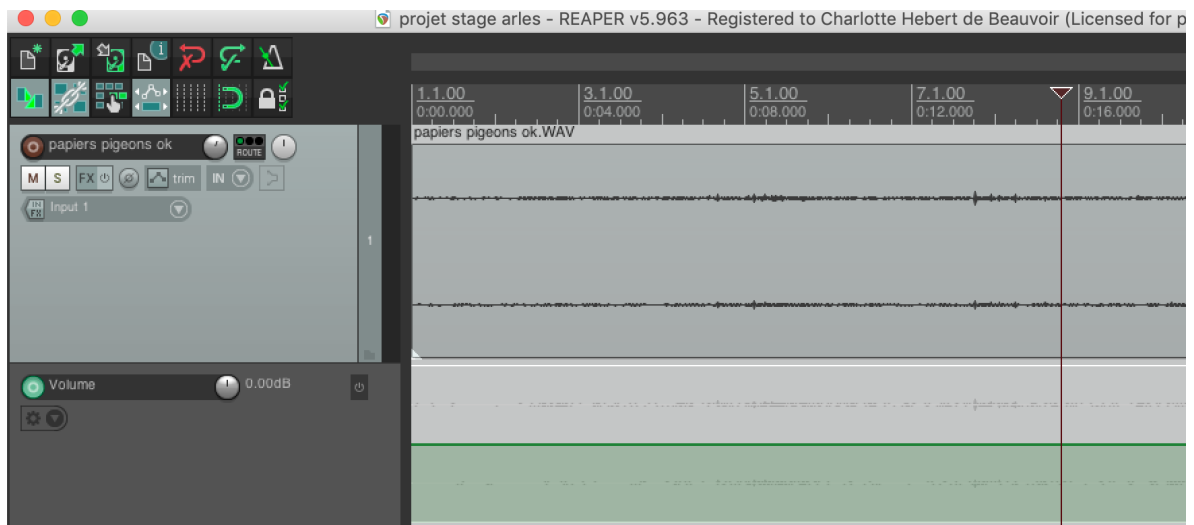 projet stage arles - REAPER v5.963 - Registered to Charlotte Hebert de Beauvoir (Licensed for p
1.1.00 3.1.00 5.1.00 7.1.00 9.1.00
0:00.000 0:04.000 0:08.000 0:12.000 0:16.000
papiers pigeons ok.WAV
papiers pigeons ok ROUTE
M S FX trim IN
IN FX Input 1
1
Volume 0.00dB